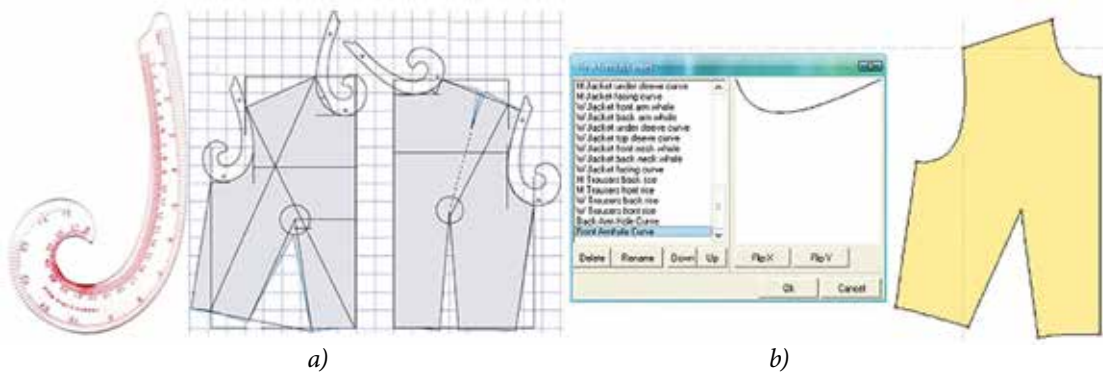 M Jacket under sleeve curve
M Jacket facing curve
W Jacket front arm whole
W Jacket back arm whole
W Jacket under sleeve curve
W Jacket top sleeve curve
W Jacket front neck whole
W Jacket back neck whole
W Jacket facing curve
M Trousers back rise
M Trousers front rise
W Trousers back rise
W Trousers front rise
Back Arm Hole Curve
Front Armhole Curve
Delete Rename Down Up Flip X Flip Y
Ok Cancel
a) b)